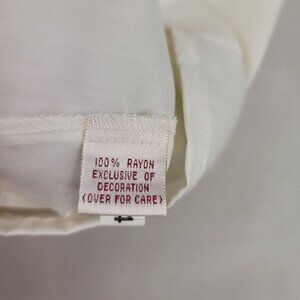 100% RAYON
EXCLUSIVE OF
DECORATION
(OVER FOR CARE)